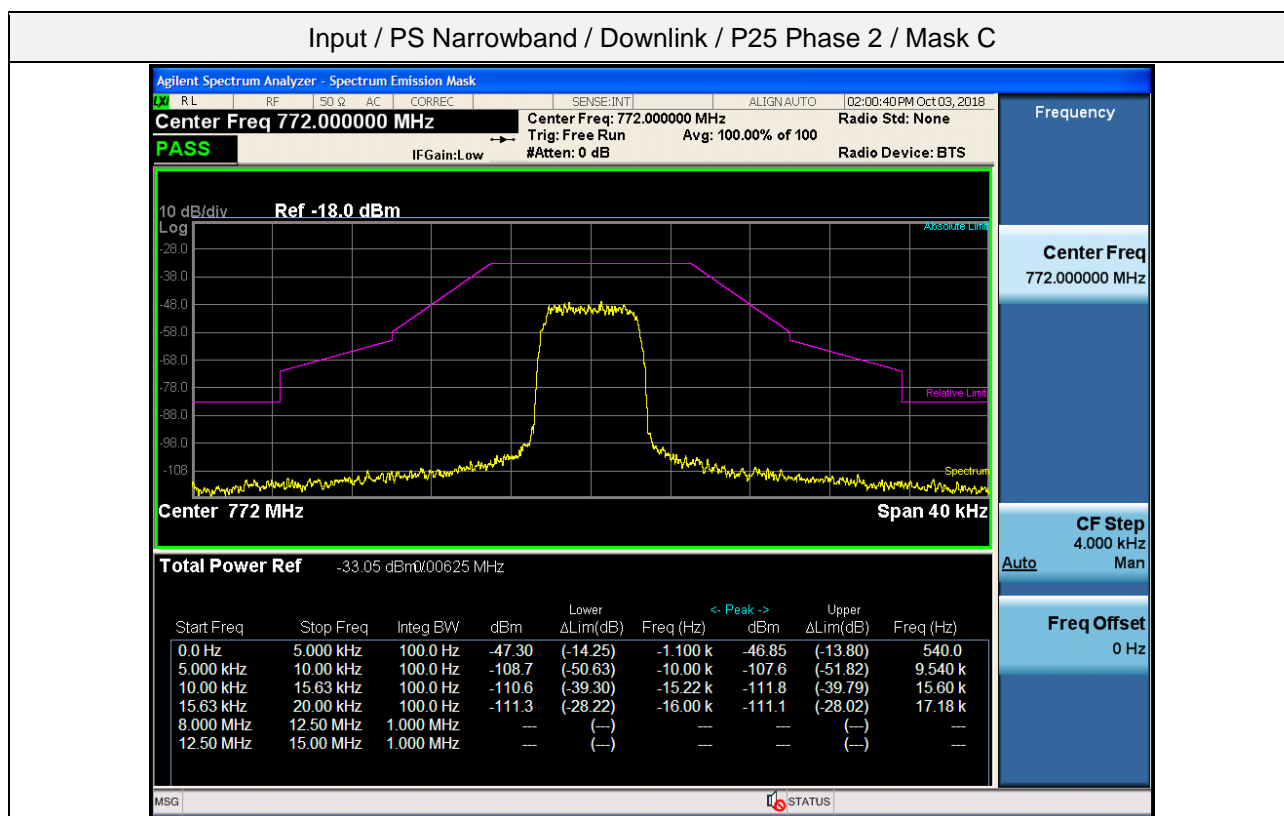 Input / PS Narrowband / Downlink / P25 Phase 2 / Mask C
Agilent Spectrum Analyzer - Spectrum Emission Mask
LXI RL RF 50 Ω AC CORREC SENSE:INT ALIGN AUTO 02:00:40 PM Oct 03, 2018
Center Freq 772.000000 MHz
Center Freq: 772.000000 MHz
Radio Std: None
Trig: Free Run Avg: 100.00% of 100
PASS
IFGain:Low #Atten: 0 dB Radio Device: BTS
Frequency
10 dB/div Ref -18.0 dBm
Log
Absolute Limit
-28.0
-38.0
-48.0
-58.0
-68.0
-78.0
Relative Limit
-88.0
-98.0
-108
Spectrum
Center 772 MHz Span 40 kHz
Center Freq
772.000000 MHz
CF Step
4.000 kHz
Auto Man
Freq Offset
0 Hz
Total Power Ref -33.05 dBm/0/00625 MHz
Lower <- Peak -> Upper
Start Freq Stop Freq Integ BW dBm ΔLim(dB) Freq (Hz) dBm ΔLim(dB) Freq (Hz)
0.0 Hz 5.000 kHz 100.0 Hz -47.30 (-14.25) -1.100 k -46.85 (-13.80) 540.0
5.000 kHz 10.00 kHz 100.0 Hz -108.7 (-50.63) -10.00 k -107.6 (-51.82) 9.540 k
10.00 kHz 15.63 kHz 100.0 Hz -110.6 (-39.30) -15.22 k -111.8 (-39.79) 15.60 k
15.63 kHz 20.00 kHz 100.0 Hz -111.3 (-28.22) -16.00 k -111.1 (-28.02) 17.18 k
8.000 MHz 12.50 MHz 1.000 MHz --- (---) --- --- (---) ---
12.50 MHz 15.00 MHz 1.000 MHz --- (---) --- --- (---) ---
MSG STATUS